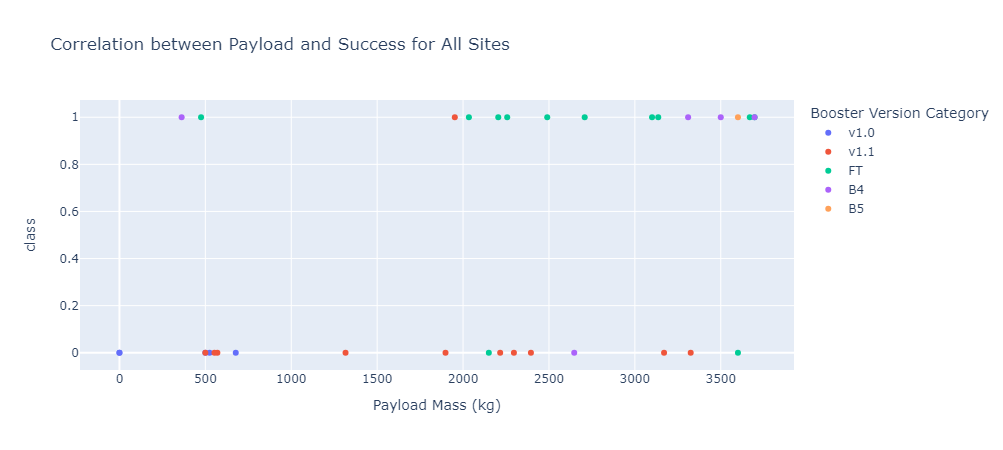 Correlation between Payload and Success for All Sites
Booster Version Category
v1.0
v1.1
FT
B4
B5
class
1
0.8
0.6
0.4
0.2
0
0 500 1000 1500 2000 2500 3000 3500
Payload Mass (kg)